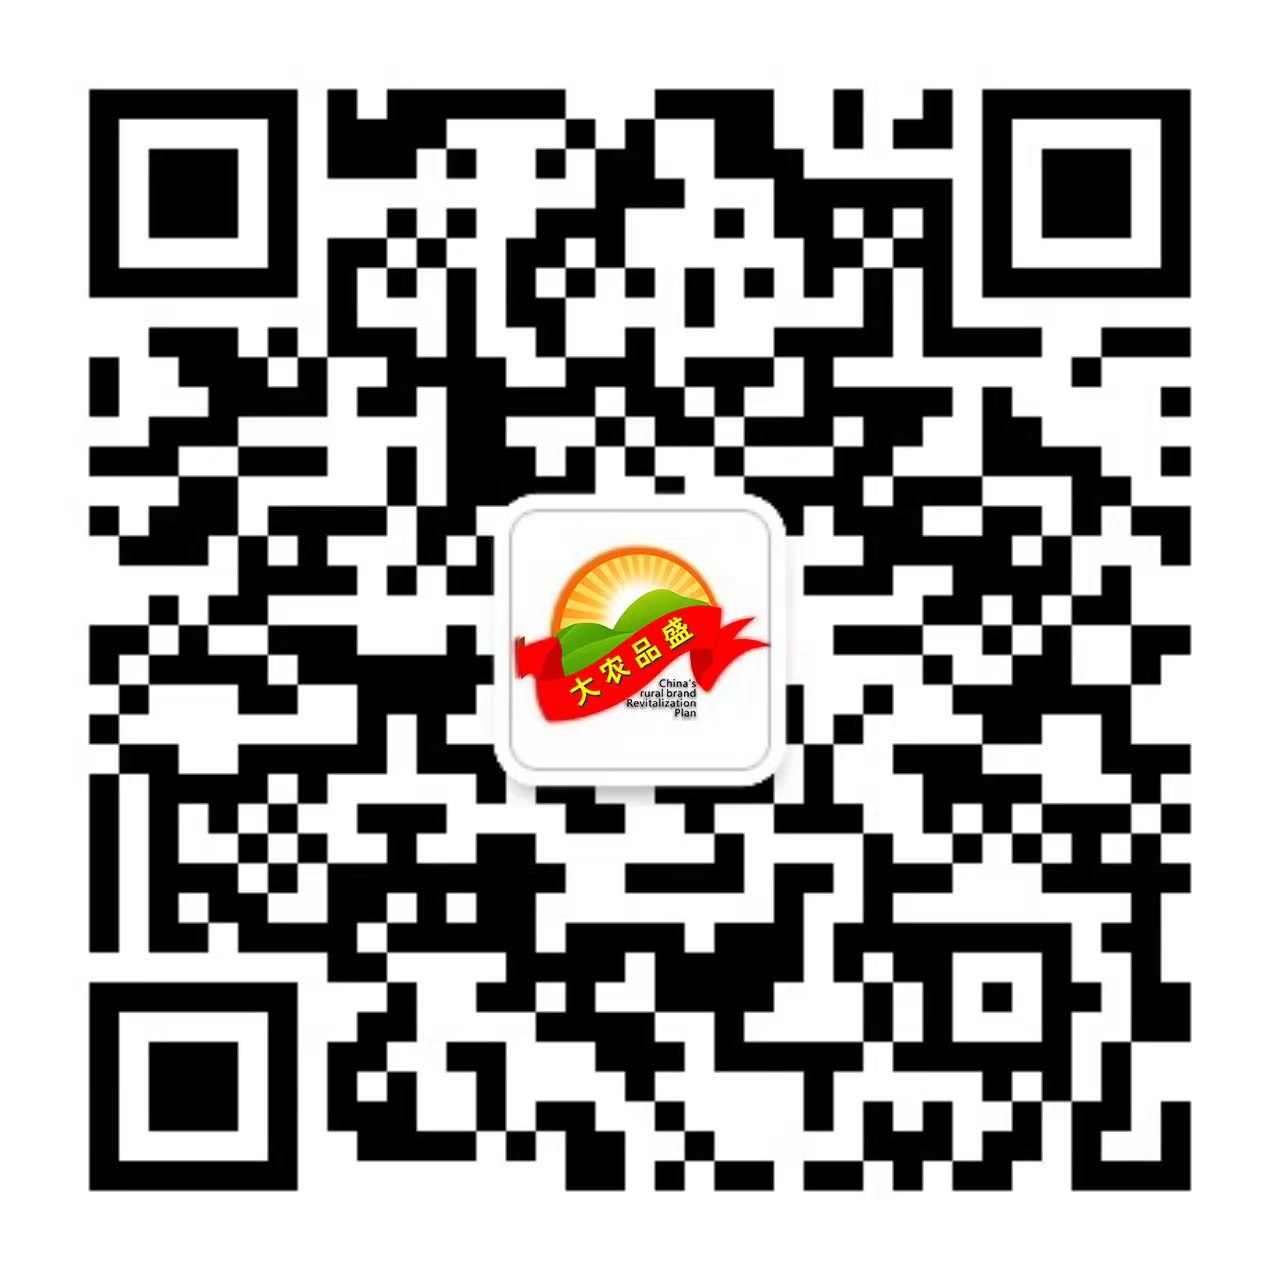 大农品盛
China's
rural brand
Revitalization
Plan